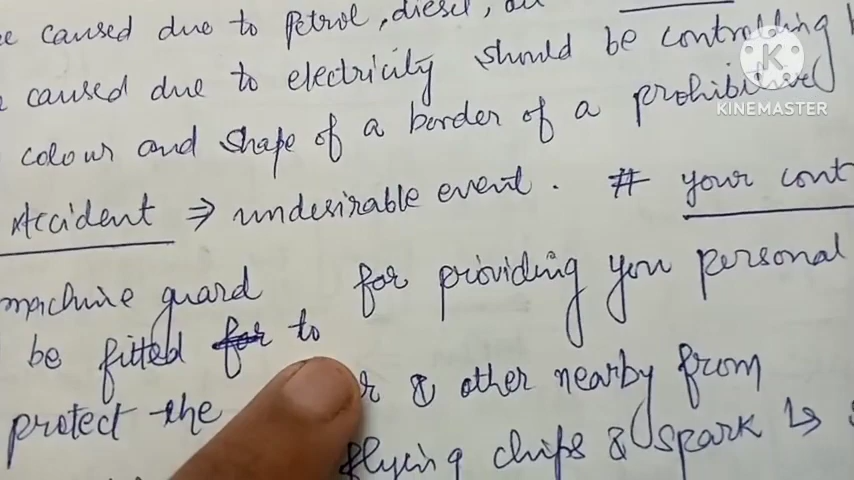 caused due to Petrol, diesel,
caused due to electricity should be controlling
colour and shape of a border of a prohibitive
Accident ⇒ undesirable event. # your cont
machine guard for providing you personal
be fitted to
protect the & other nearby from
flying chips & spark ↳
K
KINEMASTER